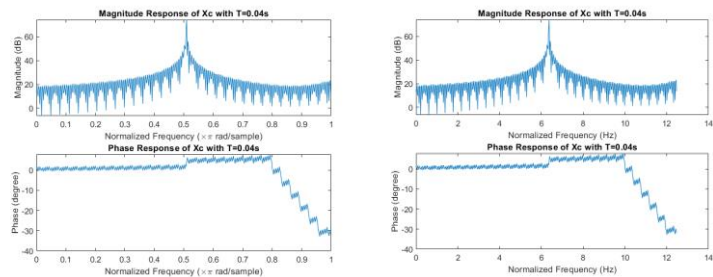 Magnitude Response of Xc with T=0.04s
Magnitude (dB)
60
40
20
0
0 0.1 0.2 0.3 0.4 0.5 0.6 0.7 0.8 0.9 1
Normalized Frequency (×π rad/sample)
Phase Response of Xc with T=0.04s
Phase (degree)
0
-10
-20
-30
-40
0 0.1 0.2 0.3 0.4 0.5 0.6 0.7 0.8 0.9 1
Normalized Frequency (×π rad/sample)
Magnitude Response of Xc with T=0.04s
Magnitude (dB)
60
40
20
0
0 2 4 6 8 10 12 14
Normalized Frequency (Hz)
Phase Response of Xc with T=0.04s
Phase (degree)
0
-10
-20
-30
-40
0 2 4 6 8 10 12 14
Normalized Frequency (Hz)